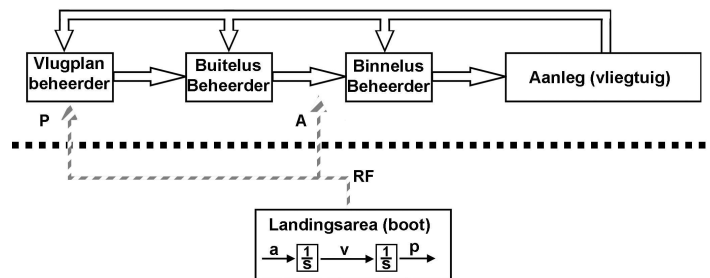 Vlugplan
beheerder
Buitelus
Beheerder
Binnelus
Beheerder
Aanleg (vliegtuig)
P
A
RF
Landingsarea (boot)
a 1/s v 1/s p